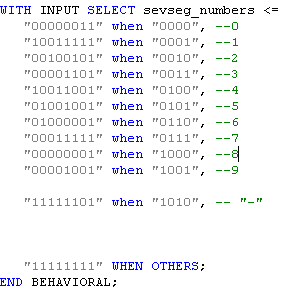 WITH INPUT SELECT sevseg_numbers <=
"00000011" when "0000", --0
"10011111" when "0001", --1
"00100101" when "0010", --2
"00001101" when "0011", --3
"10011001" when "0100", --4
"01001001" when "0101", --5
"01000001" when "0110", --6
"00011111" when "0111", --7
"00000001" when "1000", --8
"00001001" when "1001", --9
"11111101" when "1010", -- "-"
"11111111" WHEN OTHERS;
END BEHAVIORAL;